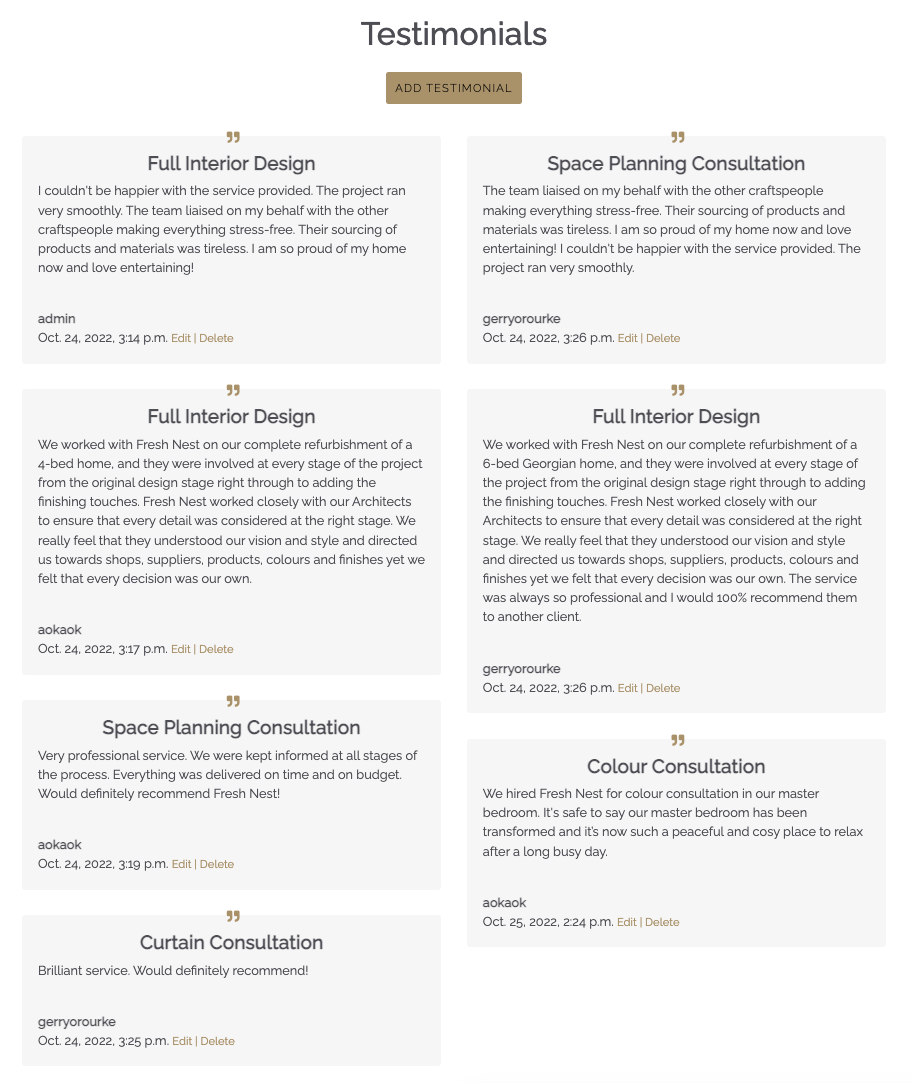 Testimonials
ADD TESTIMONIAL
Full Interior Design
I couldn't be happier with the service provided. The project ran
very smoothly. The team liaised on my behalf with the other
craftspeople making everything stress-free. Their sourcing of
products and materials was tireless. I am so proud of my home
now and love entertaining!
admin
Oct. 24, 2022, 3:14 p.m. Edit | Delete
Full Interior Design
We worked with Fresh Nest on our complete refurbishment of a
4-bed home, and they were involved at every stage of the project
from the original design stage right through to adding the
finishing touches. Fresh Nest worked closely with our Architects
to ensure that every detail was considered at the right stage. We
really feel that they understood our vision and style and directed
us towards shops, suppliers, products, colours and finishes yet we
felt that every decision was our own.
aokaok
Oct. 24, 2022, 3:17 p.m. Edit | Delete
Space Planning Consultation
Very professional service. We were kept informed at all stages of
the process. Everything was delivered on time and on budget.
Would definitely recommend Fresh Nest!
aokaok
Oct. 24, 2022, 3:19 p.m. Edit | Delete
Curtain Consultation
Brilliant service. Would definitely recommend!
gerryorourke
Oct. 24, 2022, 3:25 p.m. Edit | Delete
Space Planning Consultation
The team liaised on my behalf with the other craftspeople
making everything stress-free. Their sourcing of products and
materials was tireless. I am so proud of my home now and love
entertaining! I couldn't be happier with the service provided. The
project ran very smoothly.
gerryorourke
Oct. 24, 2022, 3:26 p.m. Edit | Delete
Full Interior Design
We worked with Fresh Nest on our complete refurbishment of a
6-bed Georgian home, and they were involved at every stage of
the project from the original design stage right through to adding
the finishing touches. Fresh Nest worked closely with our
Architects to ensure that every detail was considered at the right
stage. We really feel that they understood our vision and style
and directed us towards shops, suppliers, products, colours and
finishes yet we felt that every decision was our own. The service
was always so professional and I would 100% recommend them
to another client.
gerryorourke
Oct. 24, 2022, 3:26 p.m. Edit | Delete
Colour Consultation
We hired Fresh Nest for colour consultation in our master
bedroom. It's safe to say our master bedroom has been
transformed and it's now such a peaceful and cosy place to relax
after a long busy day.
aokaok
Oct. 25, 2022, 2:24 p.m. Edit | Delete